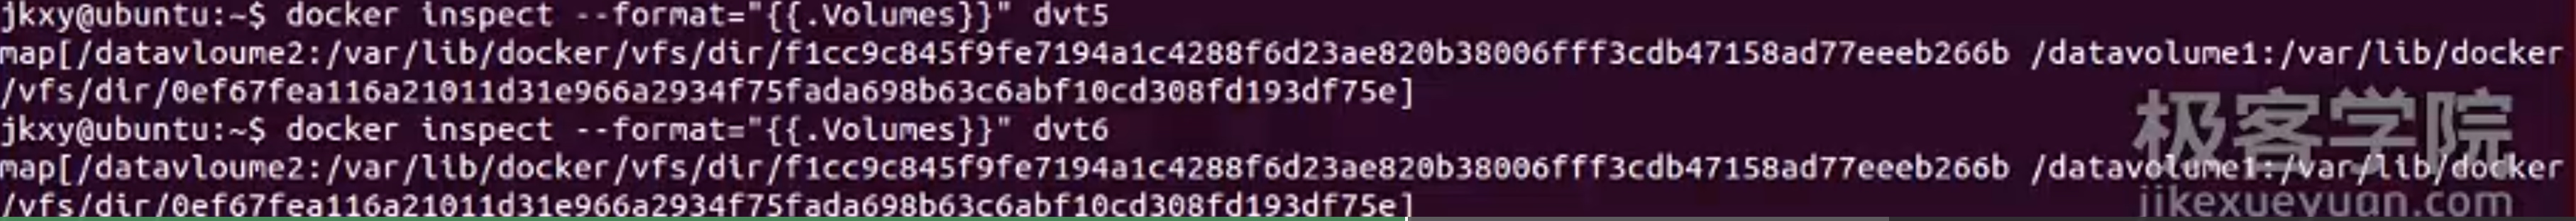 jkxy@ubuntu:~$ docker inspect --format="{{.Volumes}}" dvt5
map[/datavloume2:/var/lib/docker/vfs/dir/f1cc9c845f9fe7194a1c4288f6d23ae820b38006fff3cdb47158ad77eeeb266b /datavolume1:/var/lib/docker
/vfs/dir/0ef67fea116a21011d31e966a2934f75fada698b63c6abf10cd308fd193df75e]
jkxy@ubuntu:~$ docker inspect --format="{{.Volumes}}" dvt6
map[/datavloume2:/var/lib/docker/vfs/dir/f1cc9c845f9fe7194a1c4288f6d23ae820b38006fff3cdb47158ad77eeeb266b /datavolume1:/var/lib/docker
/vfs/dir/0ef67fea116a21011d31e966a2934f75fada698b63c6abf10cd308fd193df75e]
极客学院
jikexueyuan.com